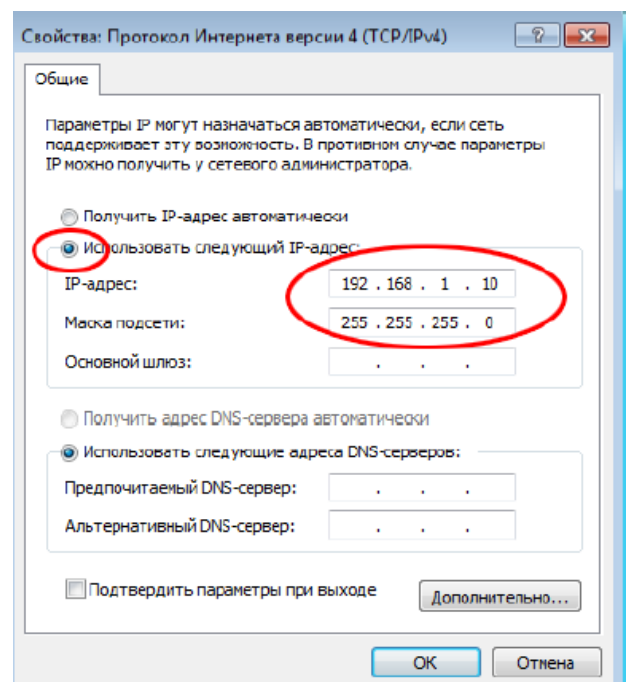 Свойства: Протокол Интернета версии 4 (TCP/IPv4)
Общие
Параметры IP могут назначаться автоматически, если сеть
поддерживает эту возможность. В противном случае параметры
IP можно получить у сетевого администратора.
Получить IP-адрес автоматически
Использовать следующий IP-адрес:
IP-адрес: 192 . 168 . 1 . 10
Маска подсети: 255 . 255 . 255 . 0
Основной шлюз: . . .
Получить адрес DNS-сервера автоматически
Использовать следующие адреса DNS-серверов:
Предпочитаемый DNS-сервер: . . .
Альтернативный DNS-сервер: . . .
Подтвердить параметры при выходе
Дополнительно...
ОК Отмена